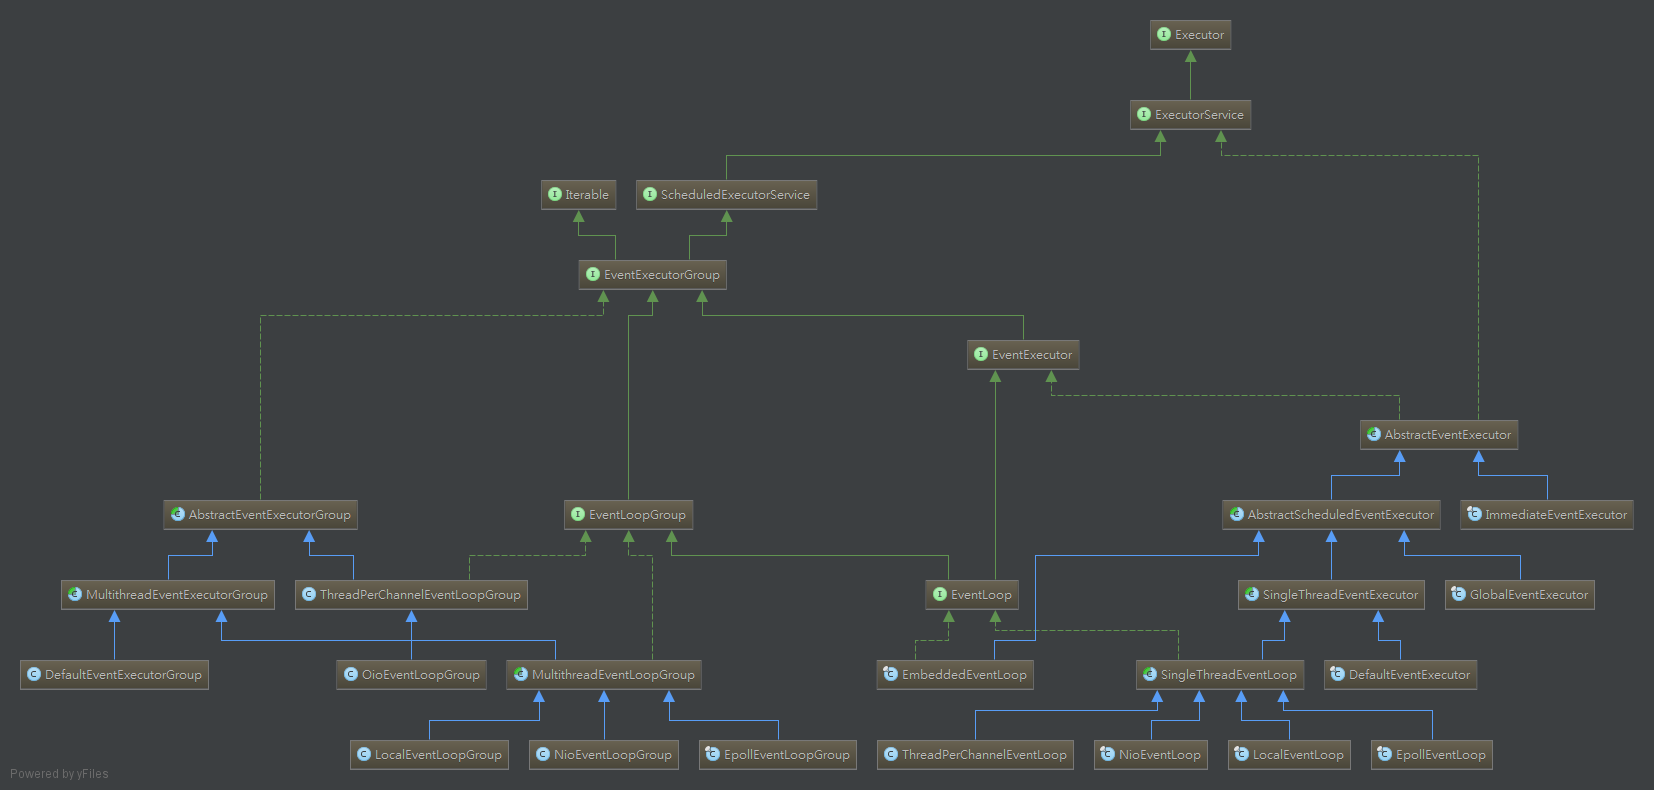 Executor
ExecutorService
Iterable
ScheduledExecutorService
EventExecutorGroup
EventExecutor
AbstractEventExecutor
AbstractEventExecutorGroup
EventLoopGroup
AbstractScheduledEventExecutor
ImmediateEventExecutor
MultithreadEventExecutorGroup
ThreadPerChannelEventLoopGroup
EventLoop
SingleThreadEventExecutor
GlobalEventExecutor
DefaultEventExecutorGroup
OioEventLoopGroup
MultithreadEventLoopGroup
EmbeddedEventLoop
SingleThreadEventLoop
DefaultEventExecutor
LocalEventLoopGroup
NioEventLoopGroup
EpollEventLoopGroup
ThreadPerChannelEventLoop
NioEventLoop
LocalEventLoop
EpollEventLoop
Powered by yFiles